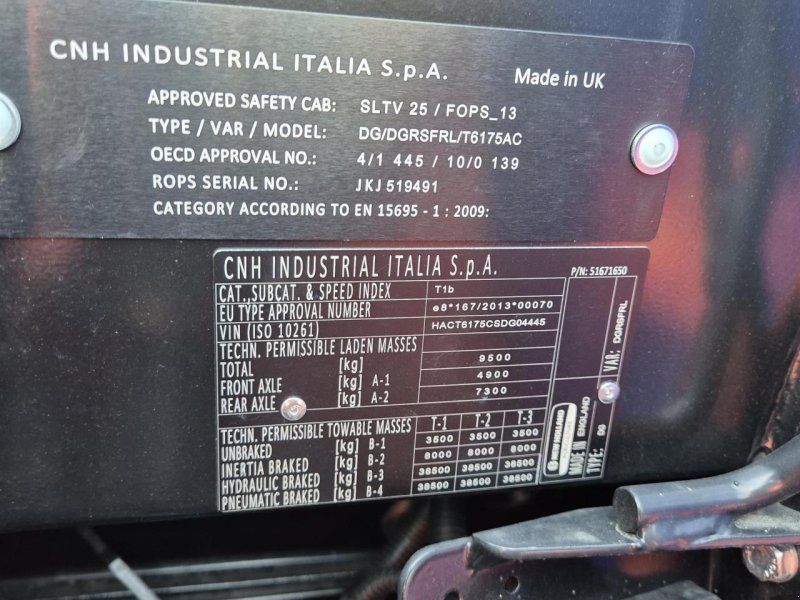 CNH INDUSTRIAL ITALIA S.p.A. Made in UK
APPROVED SAFETY CAB: SLTV 25 / FOPS_13
TYPE / VAR / MODEL: DG/DGRSFRL/T6175AC
OECD APPROVAL NO.: 4/1 445 / 10/0 139
ROPS SERIAL NO.: JKJ 519491
CATEGORY ACCORDING TO EN 15695 - 1 : 2009:
CNH INDUSTRIAL ITALIA S.p.A. P/N: 51671650
CAT.,SUBCAT. & SPEED INDEX T1b
EU TYPE APPROVAL NUMBER e8*167/2013*00070
VIN (ISO 10261) HACT6175CSDG04445
TECHN. PERMISSIBLE LADEN MASSES
TOTAL [kg] 9500
FRONT AXLE [kg] A-1 4900
REAR AXLE [kg] A-2 7300
TECHN. PERMISSIBLE TOWABLE MASSES T-1 T-2 T-3
UNBRAKED [kg] B-1 3500 3500 3500
INERTIA BRAKED [kg] B-2 8000 8000 8000
HYDRAULIC BRAKED [kg] B-3 38500 38500 38500
PNEUMATIC BRAKED [kg] B-4 38500 38500 38500
NEW HOLLAND
MADE IN ENGLAND
TYPE: DG
VAR: DGRSFRL